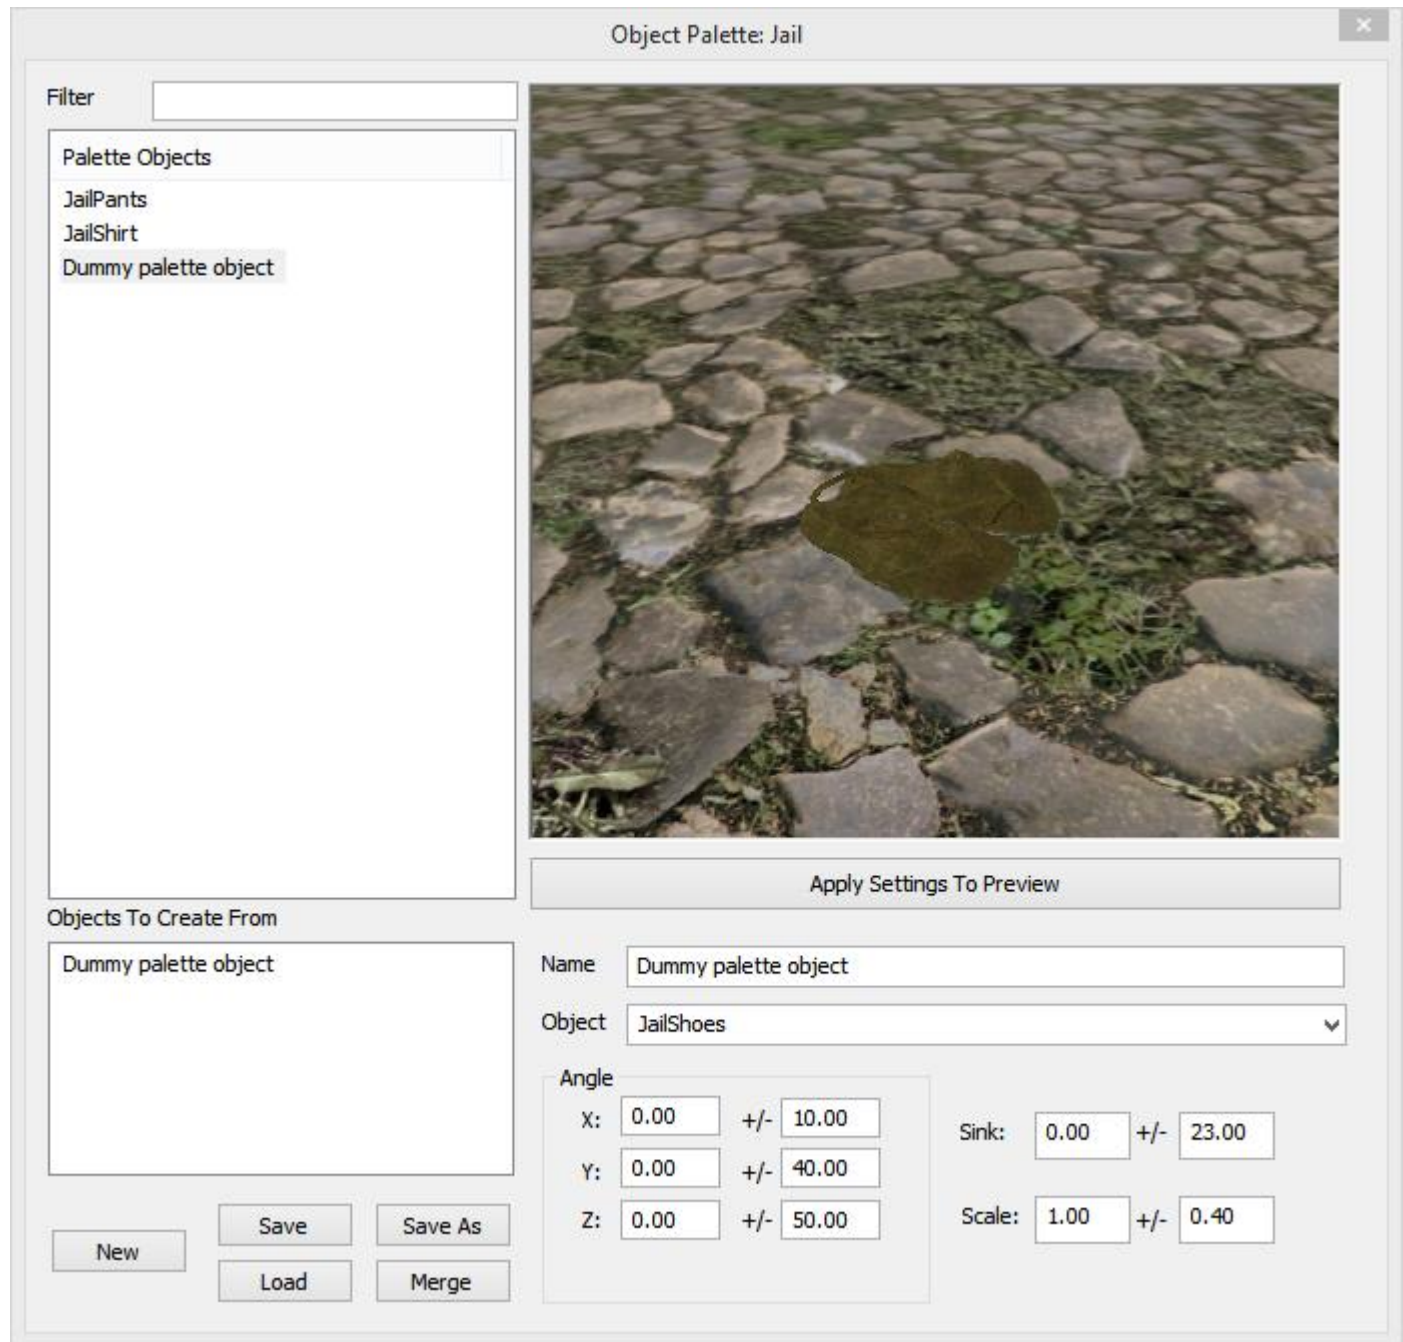 Object Palette: Jail
Filter
Palette Objects
JailPants
JailShirt
Dummy palette object
Apply Settings To Preview
Objects To Create From
Dummy palette object
Name Dummy palette object
Object JailShoes
Angle
X: 0.00 +/- 10.00
Y: 0.00 +/- 40.00
Z: 0.00 +/- 50.00
Sink: 0.00 +/- 23.00
Scale: 1.00 +/- 0.40
New
Save Save As
Load Merge